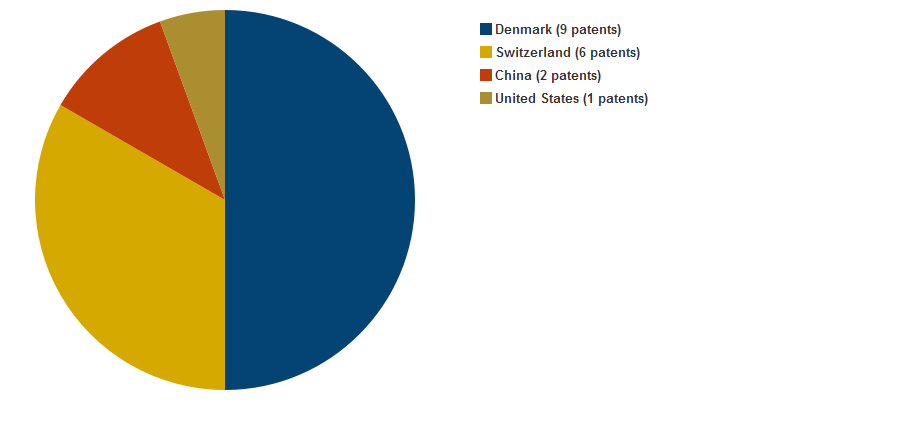 Denmark (9 patents)
Switzerland (6 patents)
China (2 patents)
United States (1 patents)